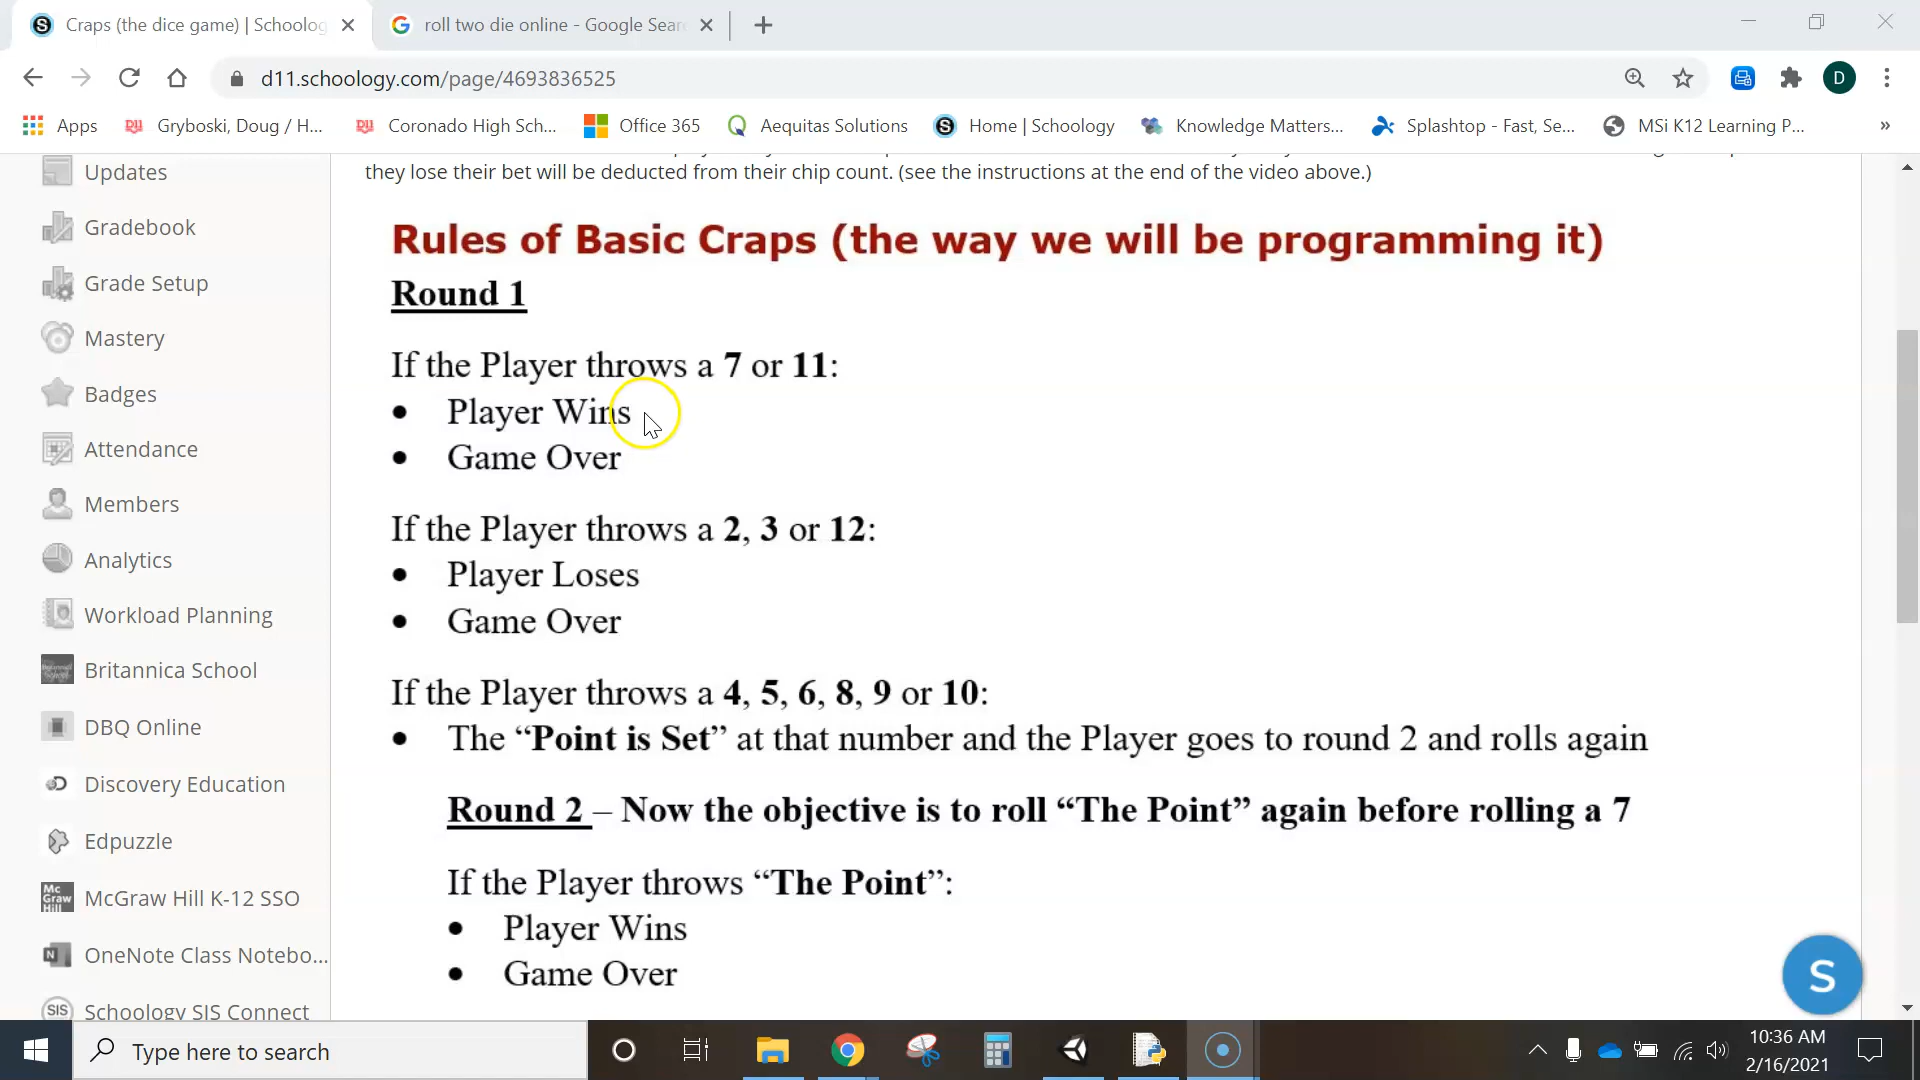 Craps (the dice game) | Schoolog
roll two die online - Google Sear
d11.schoology.com/page/4693836525
D
Apps
D11 Gryboski, Doug / H...
D11 Coronado High Sch...
Office 365
Aequitas Solutions
S Home | Schoology
Knowledge Matters...
Splashtop - Fast, Se...
MSi K12 Learning P...
»
they lose their bet will be deducted from their chip count. (see the instructions at the end of the video above.)
Updates
Gradebook
Grade Setup
Mastery
Badges
Attendance
Members
Analytics
Workload Planning
Britannica School
DBQ Online
Discovery Education
Edpuzzle
Mc Graw Hill McGraw Hill K-12 SSO
N OneNote Class Notebo...
SIS Schoology SIS Connect
Rules of Basic Craps (the way we will be programming it)
Round 1
If the Player throws a 7 or 11:
• Player Wins
• Game Over
If the Player throws a 2, 3 or 12:
• Player Loses
• Game Over
If the Player throws a 4, 5, 6, 8, 9 or 10:
• The “Point is Set” at that number and the Player goes to round 2 and rolls again
Round 2 – Now the objective is to roll “The Point” again before rolling a 7
If the Player throws “The Point”:
• Player Wins
• Game Over
S
Type here to search
10:36 AM
2/16/2021